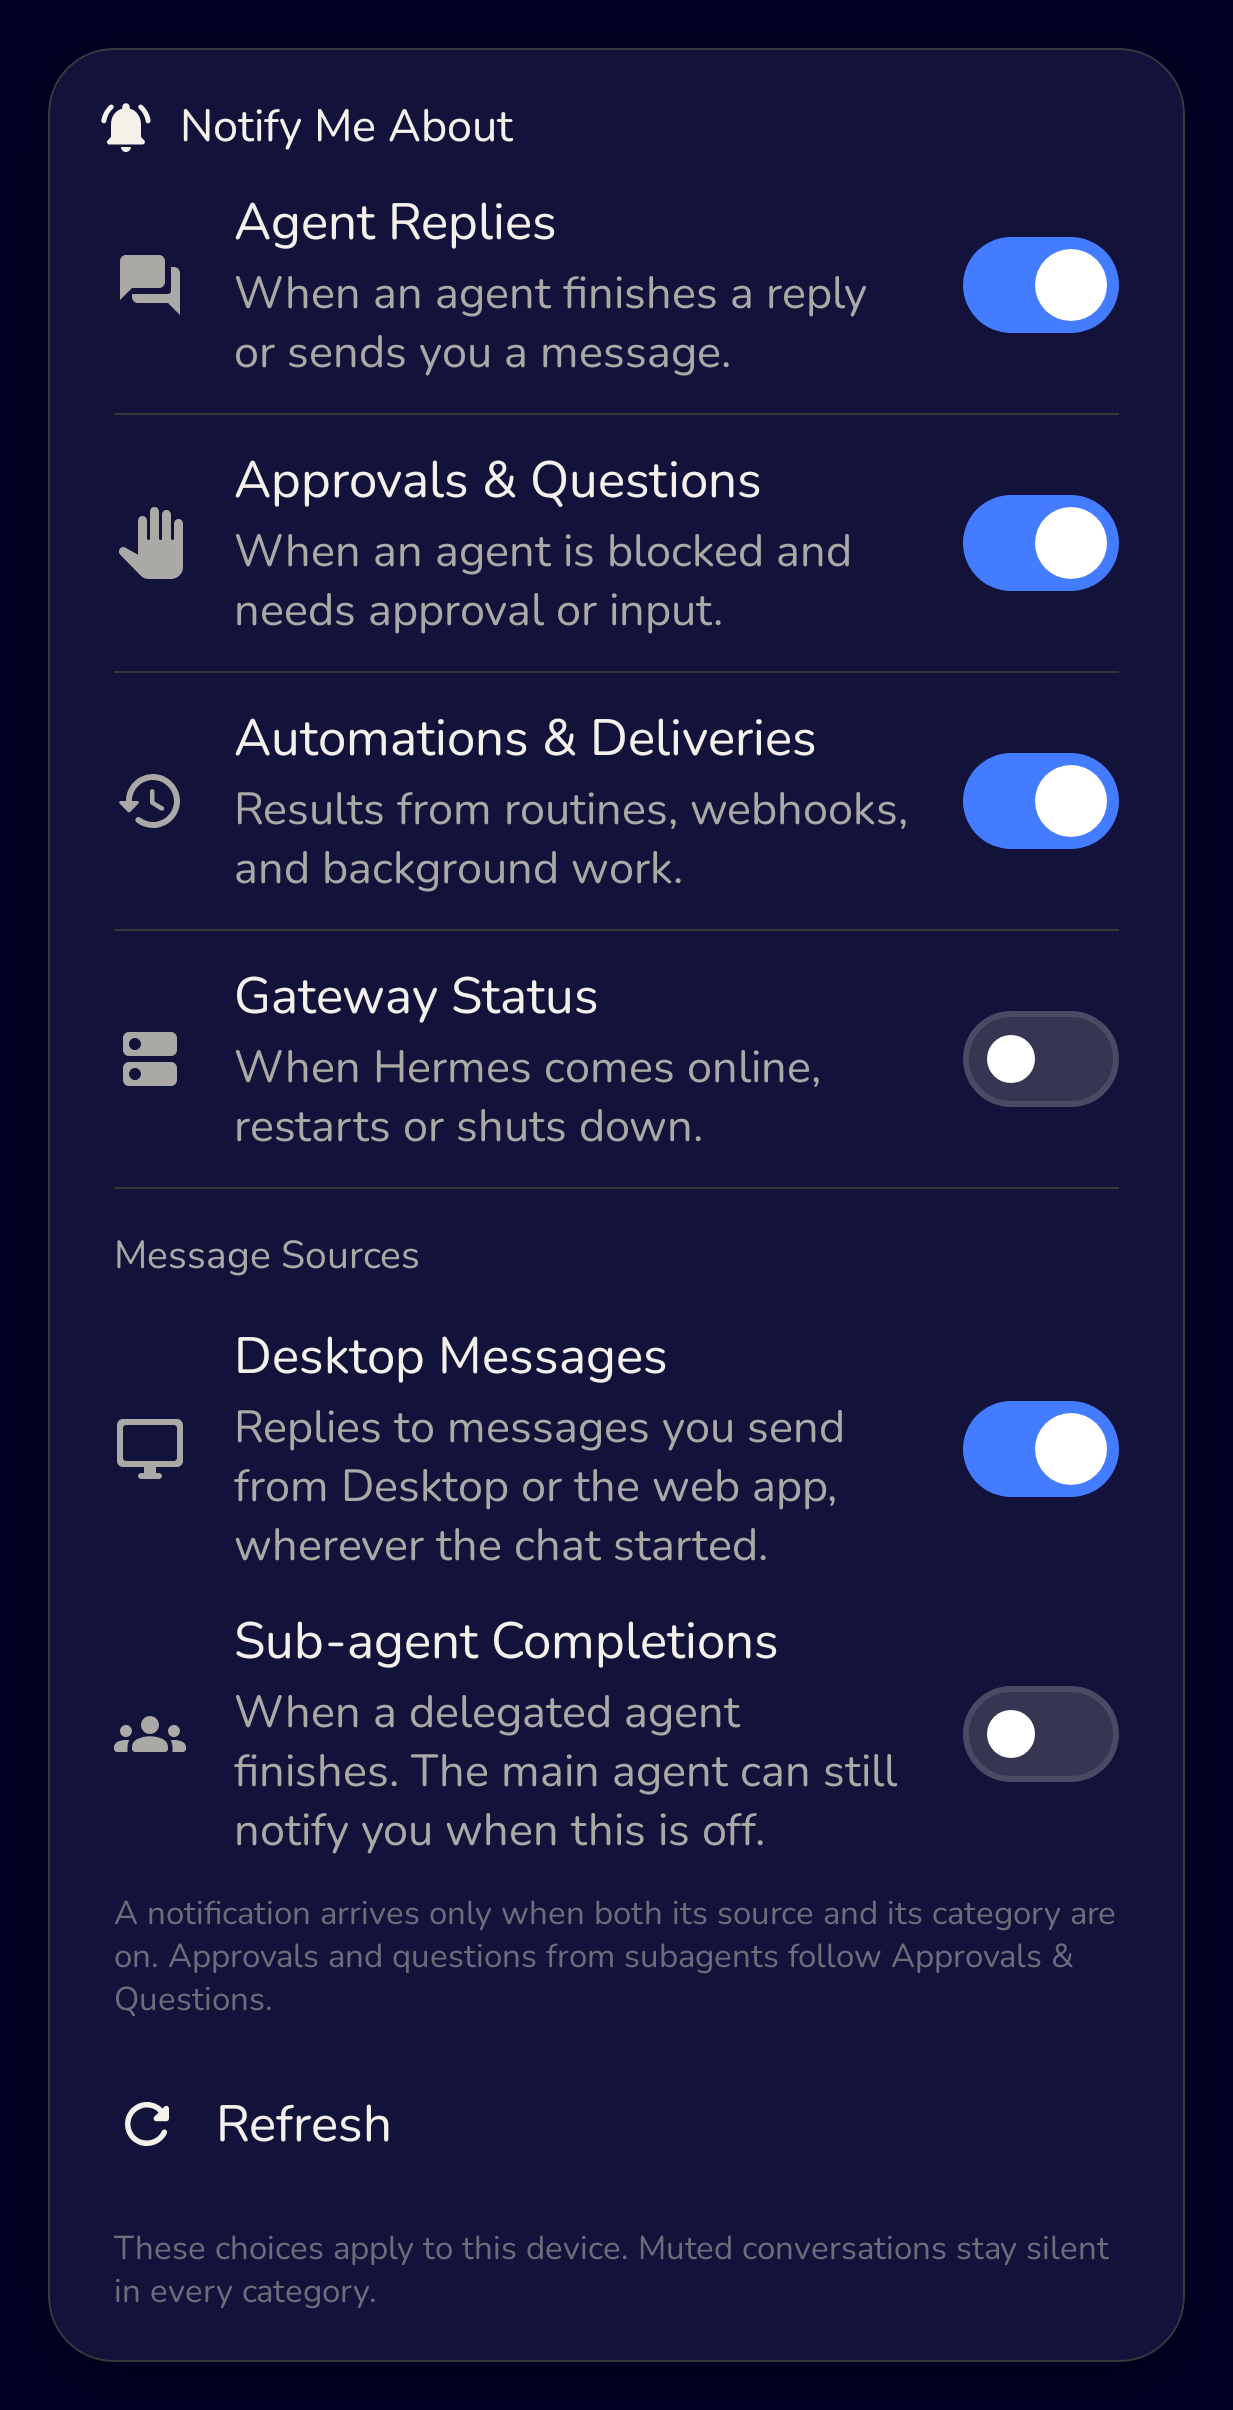 Notify Me About
Agent Replies
When an agent finishes a reply
or sends you a message.
Approvals & Questions
When an agent is blocked and
needs approval or input.
Automations & Deliveries
Results from routines, webhooks,
and background work.
Gateway Status
When Hermes comes online,
restarts or shuts down.
Message Sources
Desktop Messages
Replies to messages you send
from Desktop or the web app,
wherever the chat started.
Sub-agent Completions
When a delegated agent
finishes. The main agent can still
notify you when this is off.
A notification arrives only when both its source and its category are
on. Approvals and questions from subagents follow Approvals &
Questions.
Refresh
These choices apply to this device. Muted conversations stay silent
in every category.